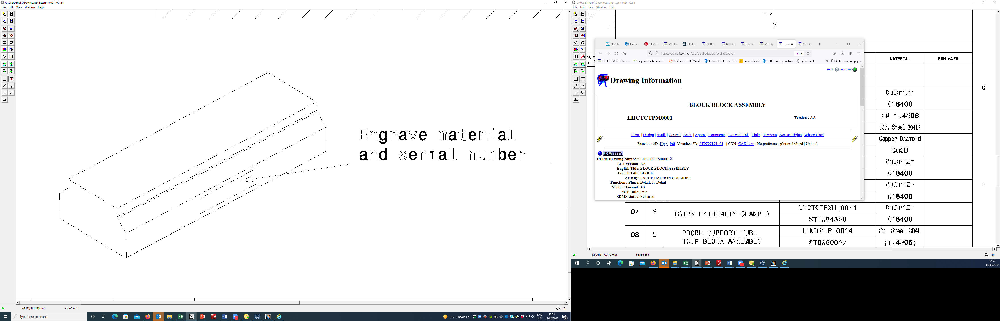 C:\Users\fnuiry\Downloads\lhctctpm0001-vAA.plt
File Edit View Window Help
Engrave material
and serial number
46.825, 101.125 mm
Page 1 of 1
0
Type here to search
9°C Ensoleillé
ENG
US
12:55
11/03/2022
2
C:\Users\fnuiry\Downloads\lhctctpxh_0020-v0.plt
File Edit View Window Help
MATERIAL
EDH SCEM
d
CuCr1Zr
C18400
EN 1.4306
(St. Steel 304L)
Copper Diamond
CuCD
CuCr1Zr
C18400
c
CuCr1Zr
C18400
07
2
TCTPX EXTREMITY CLAMP 2
LHCTCTPXH_0071
ST1354320
CuCr1Zr
C18400
08
2
PROBE SUPPORT TUBE
TCTP BLOCK ASSEMBLY
LHCTCTP_0014
ST0360027
St. Steel 304L
(1.4306)
How to
Home
CERN P
MECHA
HL-LHC
TCTPXH
MTF Ap
Labellin
MTF Ap
Draw
MTF Ap
https://edms5.cern.ch/cdd/plsql/c4w.retrieval_dispatch
110 %
HL-LHC WP5 delivera...
Le grand dictionnaire t...
Grafana - PS-ID Monit...
Future TCC Topics - Def
convert world
TCD workshop website
ajustements
Autres marque-pages
HELP
BOTTOM
Drawing Information
BLOCK BLOCK ASSEMBLY
LHCTCTPM0001
Version : AA
Ident. | Design | Avail. | Control | Arch. | Appro. | Comments | External Ref. | Links | Versions | Access Rights | Where Used
Visualize 2D: Hpgl Pdf Visualize 3D: ST0797171_01 | CDN: CAD item | No preference plotter defined | Upload
IDENTITY
CERN Drawing Number: LHCTCTPM0001
Last Version: AA
English Title: BLOCK BLOCK ASSEMBLY
French Title: BLOCK
Activity: LARGE HADRON COLLIDER
Function / Phase: Detailed / Detail
Version Format: A3
Web Rule: Free
EDMS status: Released
633.400, 177.875 mm
Page 1 of 1
0
12:55
11/03/2022